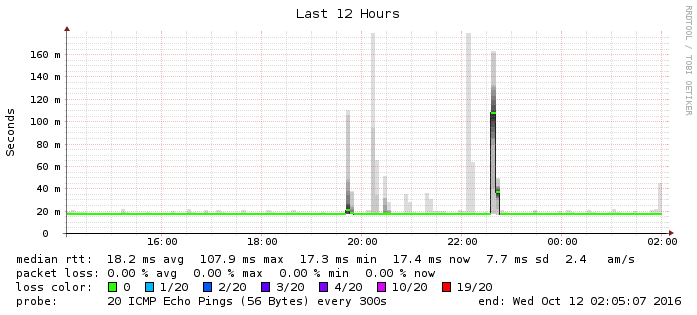 Last 12 Hours
RRDTOOL / TOBI OETIKER
Seconds
160 m
140 m
120 m
100 m
80 m
60 m
40 m
20 m
0
16:00 18:00 20:00 22:00 00:00 02:00
median rtt: 18.2 ms avg 107.9 ms max 17.3 ms min 17.4 ms now 7.7 ms sd 2.4 am/s
packet loss: 0.00 % avg 0.00 % max 0.00 % min 0.00 % now
loss color: 0 1/20 2/20 3/20 4/20 10/20 19/20
probe: 20 ICMP Echo Pings (56 Bytes) every 300s end: Wed Oct 12 02:05:07 2016